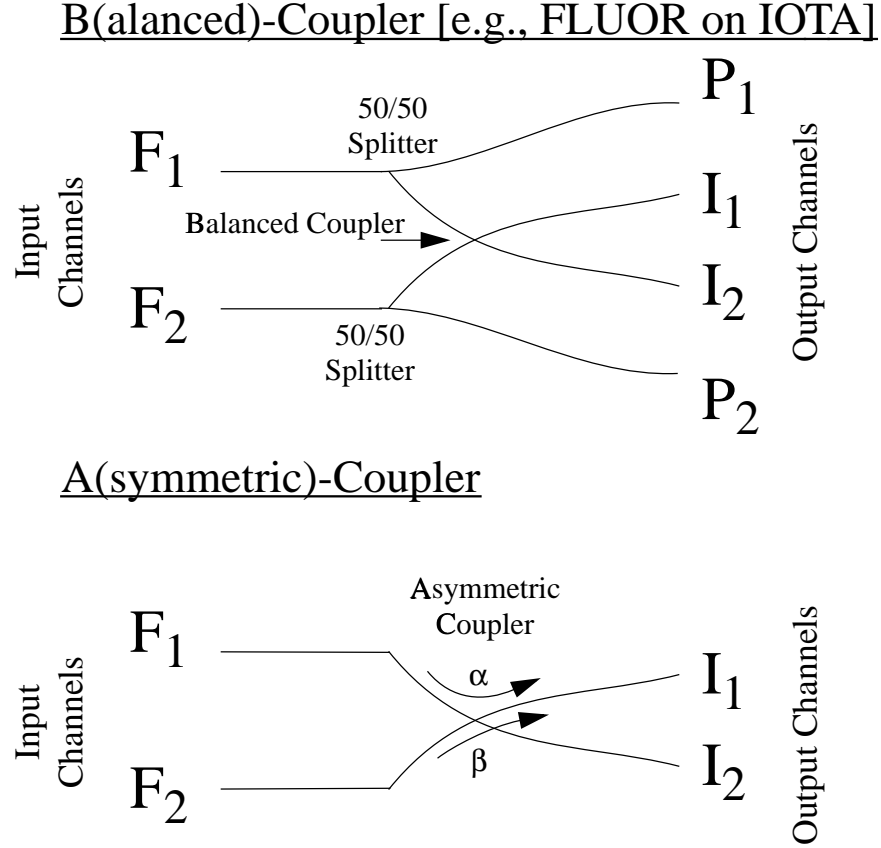 B(alanced)-Coupler [e.g., FLUOR on IOTA]
P1
50/50
Splitter
F1
Input
Channels
I1
Output Channels
Balanced Coupler
I2
F2
50/50
Splitter
P2
A(symmetric)-Coupler
Asymmetric
Coupler
F1
Input
Channels
α
I1
Output Channels
β
I2
F2